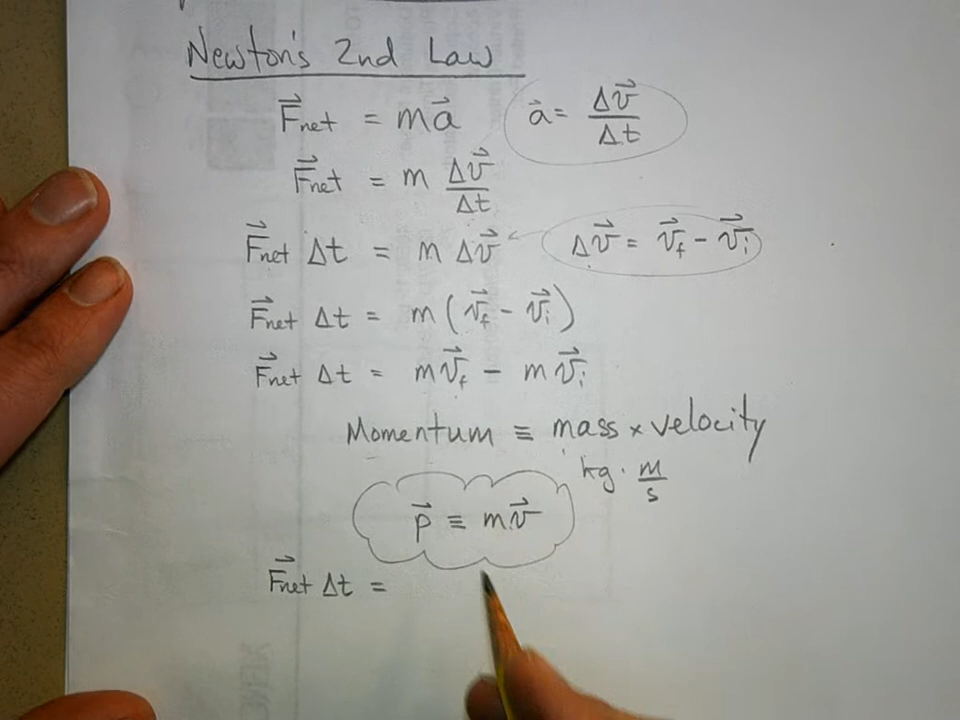 Newton's 2nd Law
F⃗net = ma⃗ a⃗ = Δv⃗/Δt
F⃗net = m Δv⃗/Δt
F⃗net Δt = m Δv⃗ Δv⃗ = v⃗f - v⃗i
F⃗net Δt = m(v⃗f - v⃗i)
F⃗net Δt = mv⃗f - mv⃗i
Momentum ≡ mass × velocity
kg · m/s
p⃗ ≡ mv⃗
F⃗net Δt =